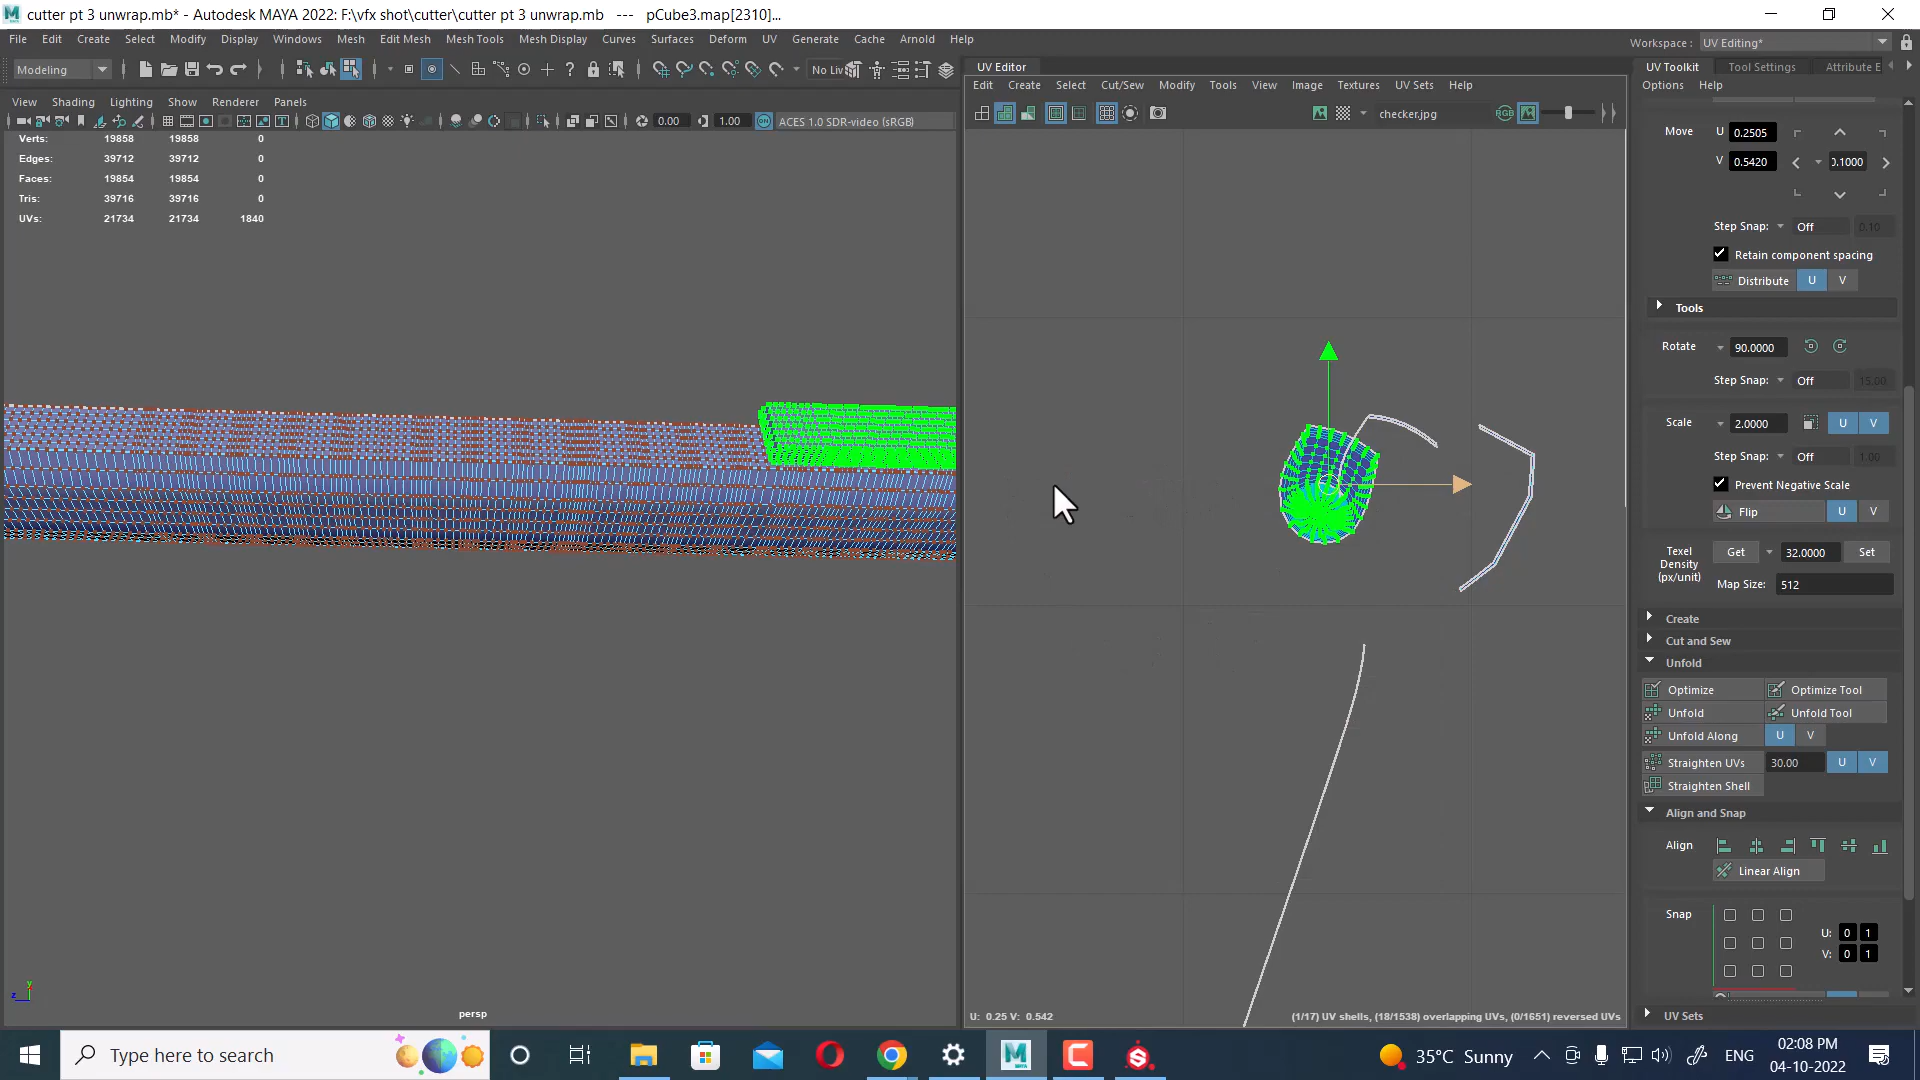 cutter pt 3 unwrap.mb* - Autodesk MAYA 2022: F:\vfx shot\cutter\cutter pt 3 unwrap.mb --- pCube3.map[2310]...
File Edit Create Select Modify Display Windows Mesh Edit Mesh Mesh Tools Mesh Display Curves Surfaces Deform UV Generate Cache Arnold Help
Workspace : UV Editing*
Modeling No Liv
UV Editor
UV Toolkit Tool Settings Attribute E
View Shading Lighting Show Renderer Panels
Edit Create Select Cut/Sew Modify Tools View Image Textures UV Sets Help
Options Help
0.00 1.00 ACES 1.0 SDR-video (sRGB)
checker.jpg
Verts: 19858 19858 0
Edges: 39712 39712 0
Faces: 19854 19854 0
Tris: 39716 39716 0
UVs: 21734 21734 1840
Move U 0.2505
V 0.5420 0.1000
Step Snap: Off 0.10
Retain component spacing
Distribute U V
Tools
Rotate 90.0000
Step Snap: Off 15.00
Scale 2.0000 U V
Step Snap: Off 1.00
Prevent Negative Scale
Flip U V
Texel Density (px/unit) Get 32.0000 Set
Map Size: 512
Create
Cut and Sew
Unfold
Optimize Optimize Tool
Unfold Unfold Tool
Unfold Along U V
Straighten UVs 30.00 U V
Straighten Shell
Align and Snap
Align
Linear Align
Snap
U: 0 1
V: 0 1
UV Sets
persp
U: 0.25 V: 0.542
(1/17) UV shells, (18/1538) overlapping UVs, (0/1651) reversed UVs
y
z
Type here to search
35°C Sunny
ENG
02:08 PM
04-10-2022